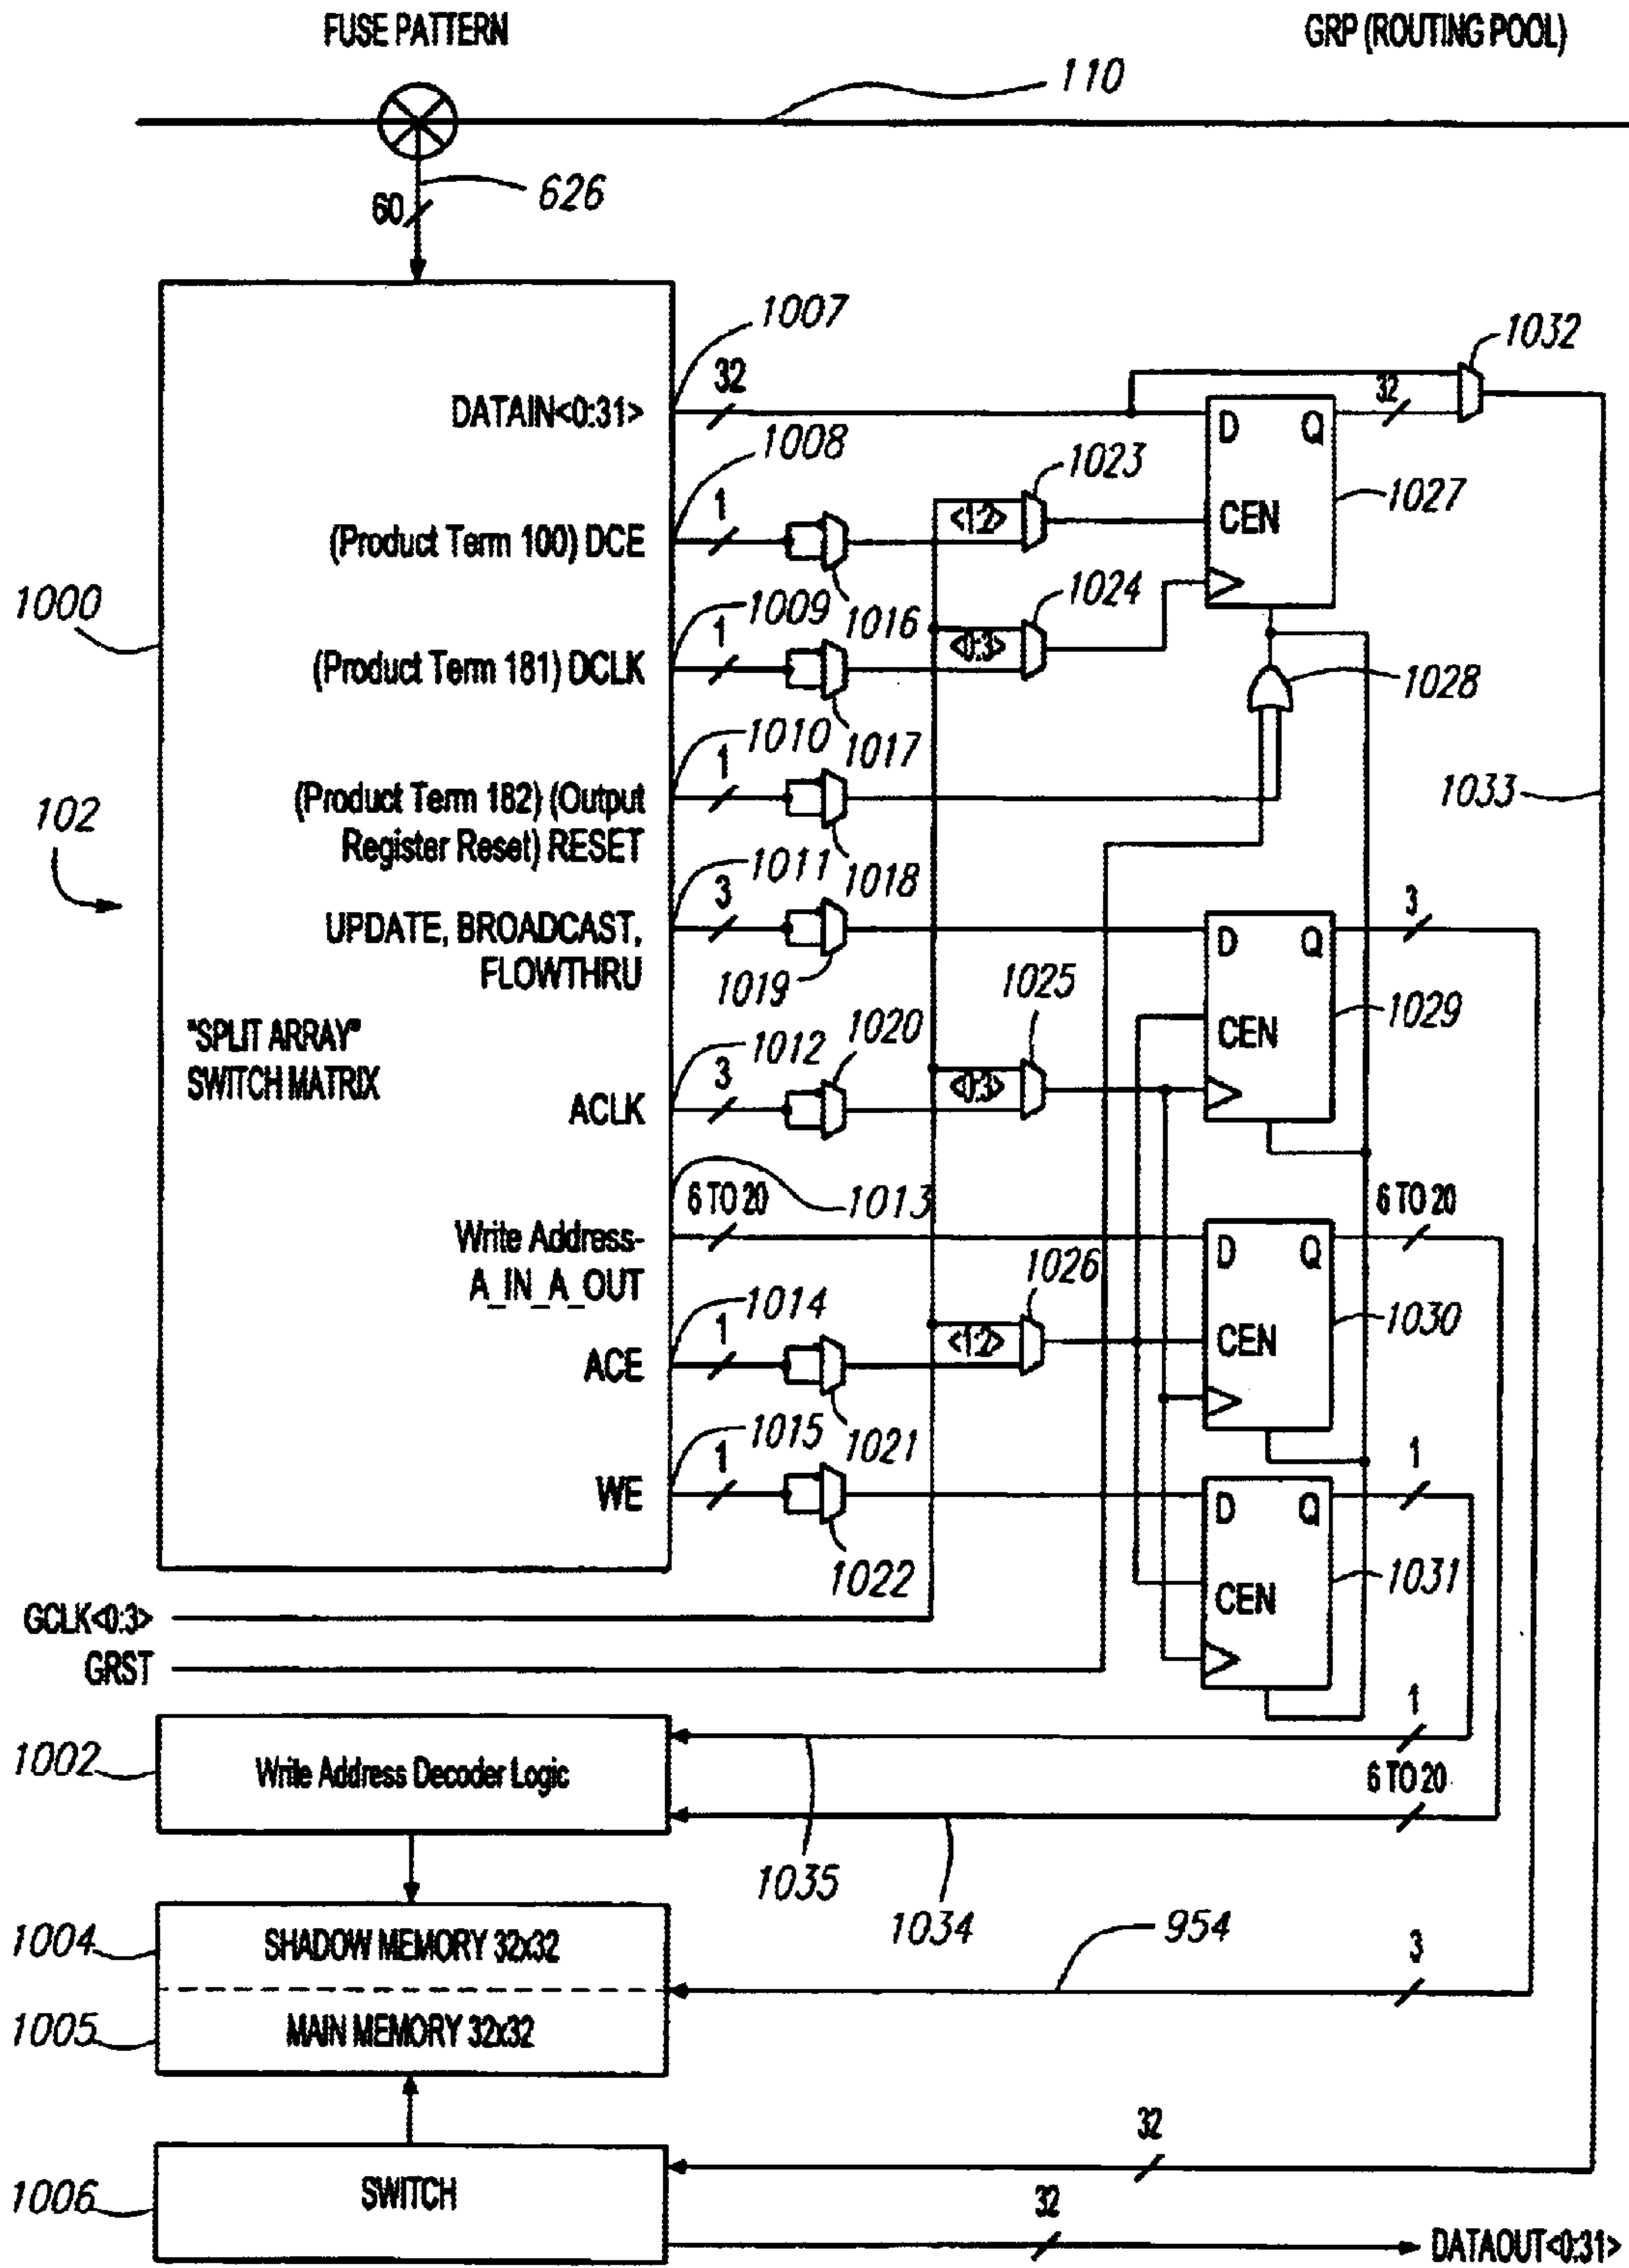 FUSE PATTERN
GRP (ROUTING POOL)
110
626
60
1007
1032
32
32
DATAIN<0:31>
D Q
1008
1023
1
<1:2>
CEN
1027
(Product Term 100) DCE
1000
1009
1016
1024
1
<0:3>
(Product Term 181) DCLK
1028
1010
1017
1
(Product Term 182) (Output
Register Reset) RESET
1033
102
1011
1018
3
3
UPDATE, BROADCAST,
FLOWTHRU
D Q
1019
1025
1029
CEN
"SPLIT ARRAY"
SWITCH MATRIX
1012
1020
3
<0:3>
ACLK
1013
6 TO 20
6 TO 20
Write Address-
A_IN_A_OUT
D Q
1026
1014
1
<1:2>
CEN
1030
ACE
1015
1021
1
1
WE
D Q
1022
1031
CEN
GCLK<0:3>
GRST
1
1002
Write Address Decoder Logic
6 TO 20
1035
1034
954
1004
SHADOW MEMORY 32x32
3
1005
MAIN MEMORY 32x32
32
1006
SWITCH
32
DATAOUT<0:31>